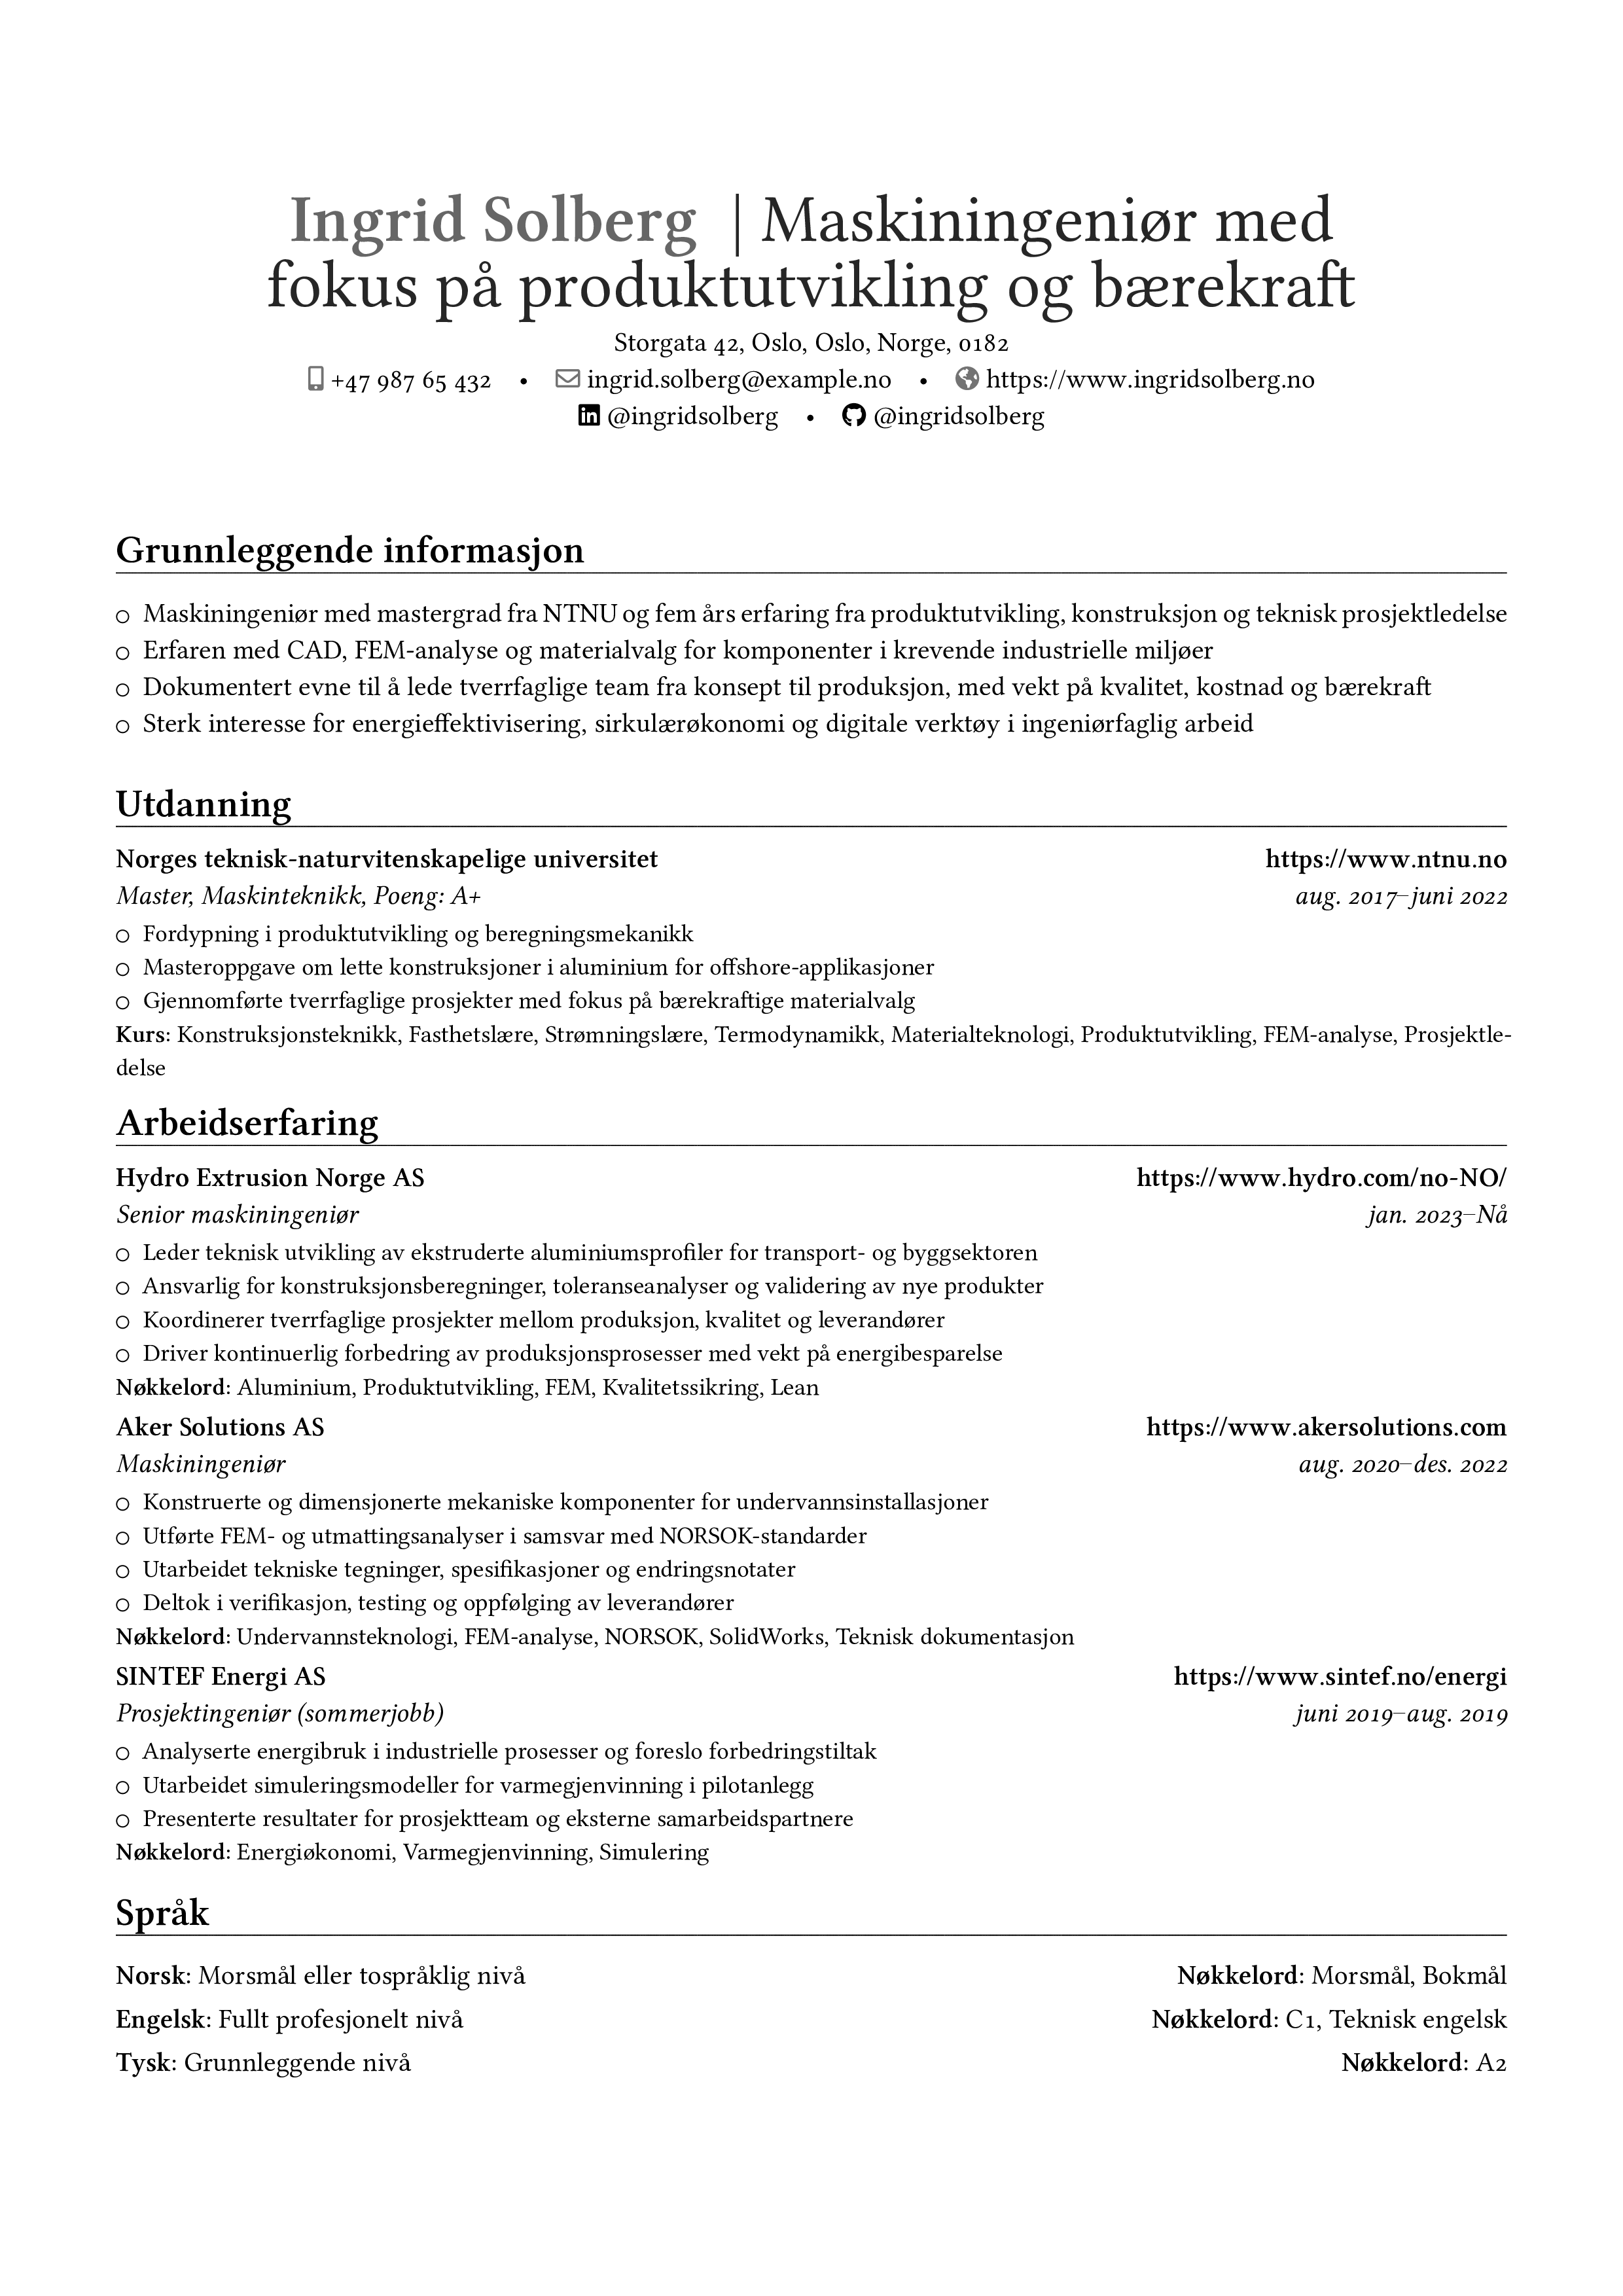 Ingrid Solberg | Maskiningeniør med
fokus på produktutvikling og bærekraft
Storgata 42, Oslo, Oslo, Norge, 0182
+47 987 65 432 • ingrid.solberg@example.no • https://www.ingridsolberg.no
@ingridsolberg • @ingridsolberg
Grunnleggende informasjon
Maskiningeniør med mastergrad fra NTNU og fem års erfaring fra produktutvikling, konstruksjon og teknisk prosjektledelse
Erfaren med CAD, FEM-analyse og materialvalg for komponenter i krevende industrielle miljøer
Dokumentert evne til å lede tverrfaglige team fra konsept til produksjon, med vekt på kvalitet, kostnad og bærekraft
Sterk interesse for energieffektivisering, sirkulærøkonomi og digitale verktøy i ingeniørfaglig arbeid
Utdanning
Norges teknisk-naturvitenskapelige universitet https://www.ntnu.no
Master, Maskinteknikk, Poeng: A+ aug. 2017–juni 2022
Fordypning i produktutvikling og beregningsmekanikk
Masteroppgave om lette konstruksjoner i aluminium for offshore-applikasjoner
Gjennomførte tverrfaglige prosjekter med fokus på bærekraftige materialvalg
Kurs: Konstruksjonsteknikk, Fasthetslære, Strømningslære, Termodynamikk, Materialteknologi, Produktutvikling, FEM-analyse, Prosjektle-
delse
Arbeidserfaring
Hydro Extrusion Norge AS https://www.hydro.com/no-NO/
Senior maskiningeniør jan. 2023–Nå
Leder teknisk utvikling av ekstruderte aluminiumsprofiler for transport- og byggsektoren
Ansvarlig for konstruksjonsberegninger, toleranseanalyser og validering av nye produkter
Koordinerer tverrfaglige prosjekter mellom produksjon, kvalitet og leverandører
Driver kontinuerlig forbedring av produksjonsprosesser med vekt på energibesparelse
Nøkkelord: Aluminium, Produktutvikling, FEM, Kvalitetssikring, Lean
Aker Solutions AS https://www.akersolutions.com
Maskiningeniør aug. 2020–des. 2022
Konstruerte og dimensjonerte mekaniske komponenter for undervannsinstallasjoner
Utførte FEM- og utmattingsanalyser i samsvar med NORSOK-standarder
Utarbeidet tekniske tegninger, spesifikasjoner og endringsnotater
Deltok i verifikasjon, testing og oppfølging av leverandører
Nøkkelord: Undervannsteknologi, FEM-analyse, NORSOK, SolidWorks, Teknisk dokumentasjon
SINTEF Energi AS https://www.sintef.no/energi
Prosjektingeniør (sommerjobb) juni 2019–aug. 2019
Analyserte energibruk i industrielle prosesser og foreslo forbedringstiltak
Utarbeidet simuleringsmodeller for varmegjenvinning i pilotanlegg
Presenterte resultater for prosjektteam og eksterne samarbeidspartnere
Nøkkelord: Energiøkonomi, Varmegjenvinning, Simulering
Språk
Norsk: Morsmål eller tospråklig nivå Nøkkelord: Morsmål, Bokmål
Engelsk: Fullt profesjonelt nivå Nøkkelord: C1, Teknisk engelsk
Tysk: Grunnleggende nivå Nøkkelord: A2